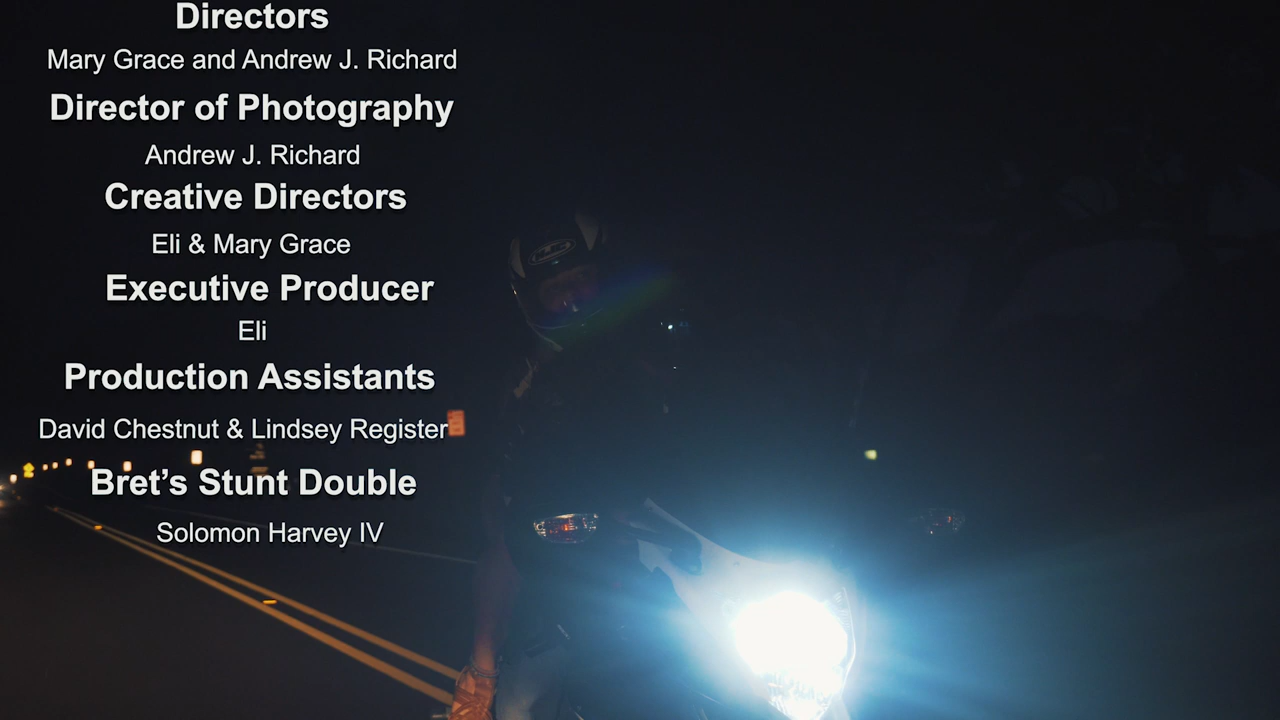 Directors
Mary Grace and Andrew J. Richard
Director of Photography
Andrew J. Richard
Creative Directors
Eli & Mary Grace
Executive Producer
Eli
Production Assistants
David Chestnut & Lindsey Register
Bret’s Stunt Double
Solomon Harvey IV
HJC